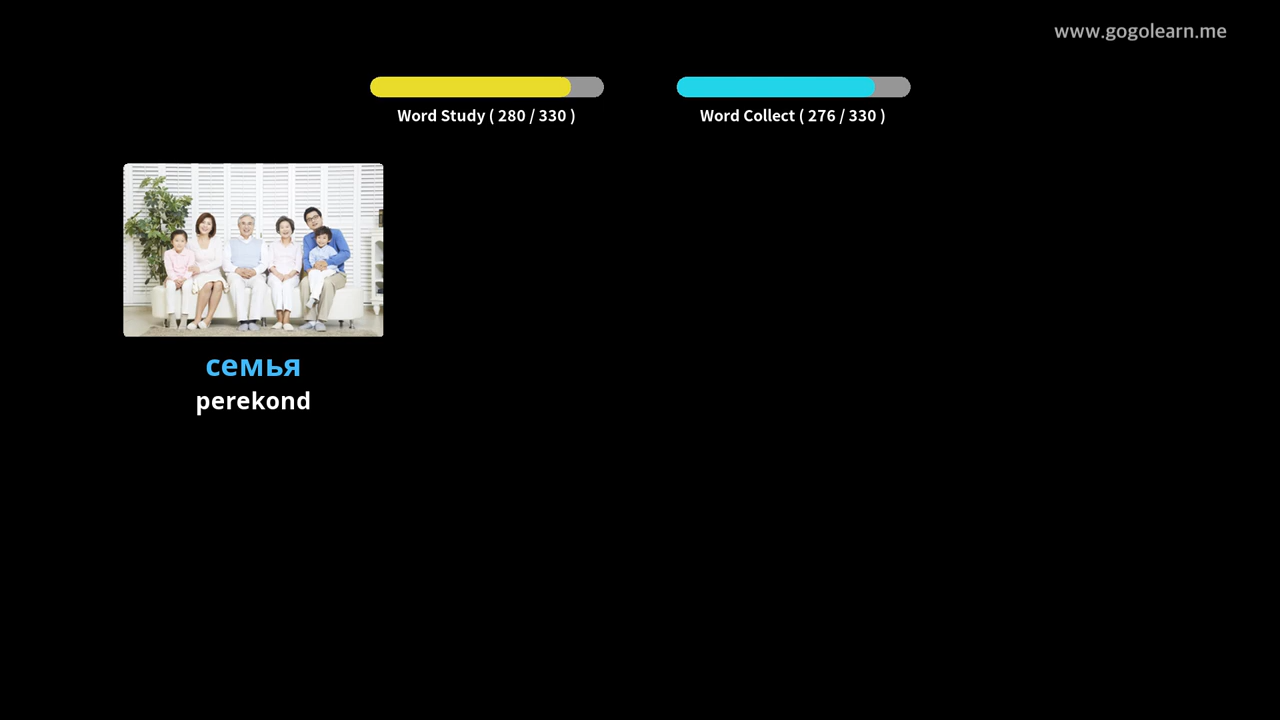 www.gogolearn.me
Word Study ( 280 / 330 )
Word Collect ( 276 / 330 )
семья
perekond